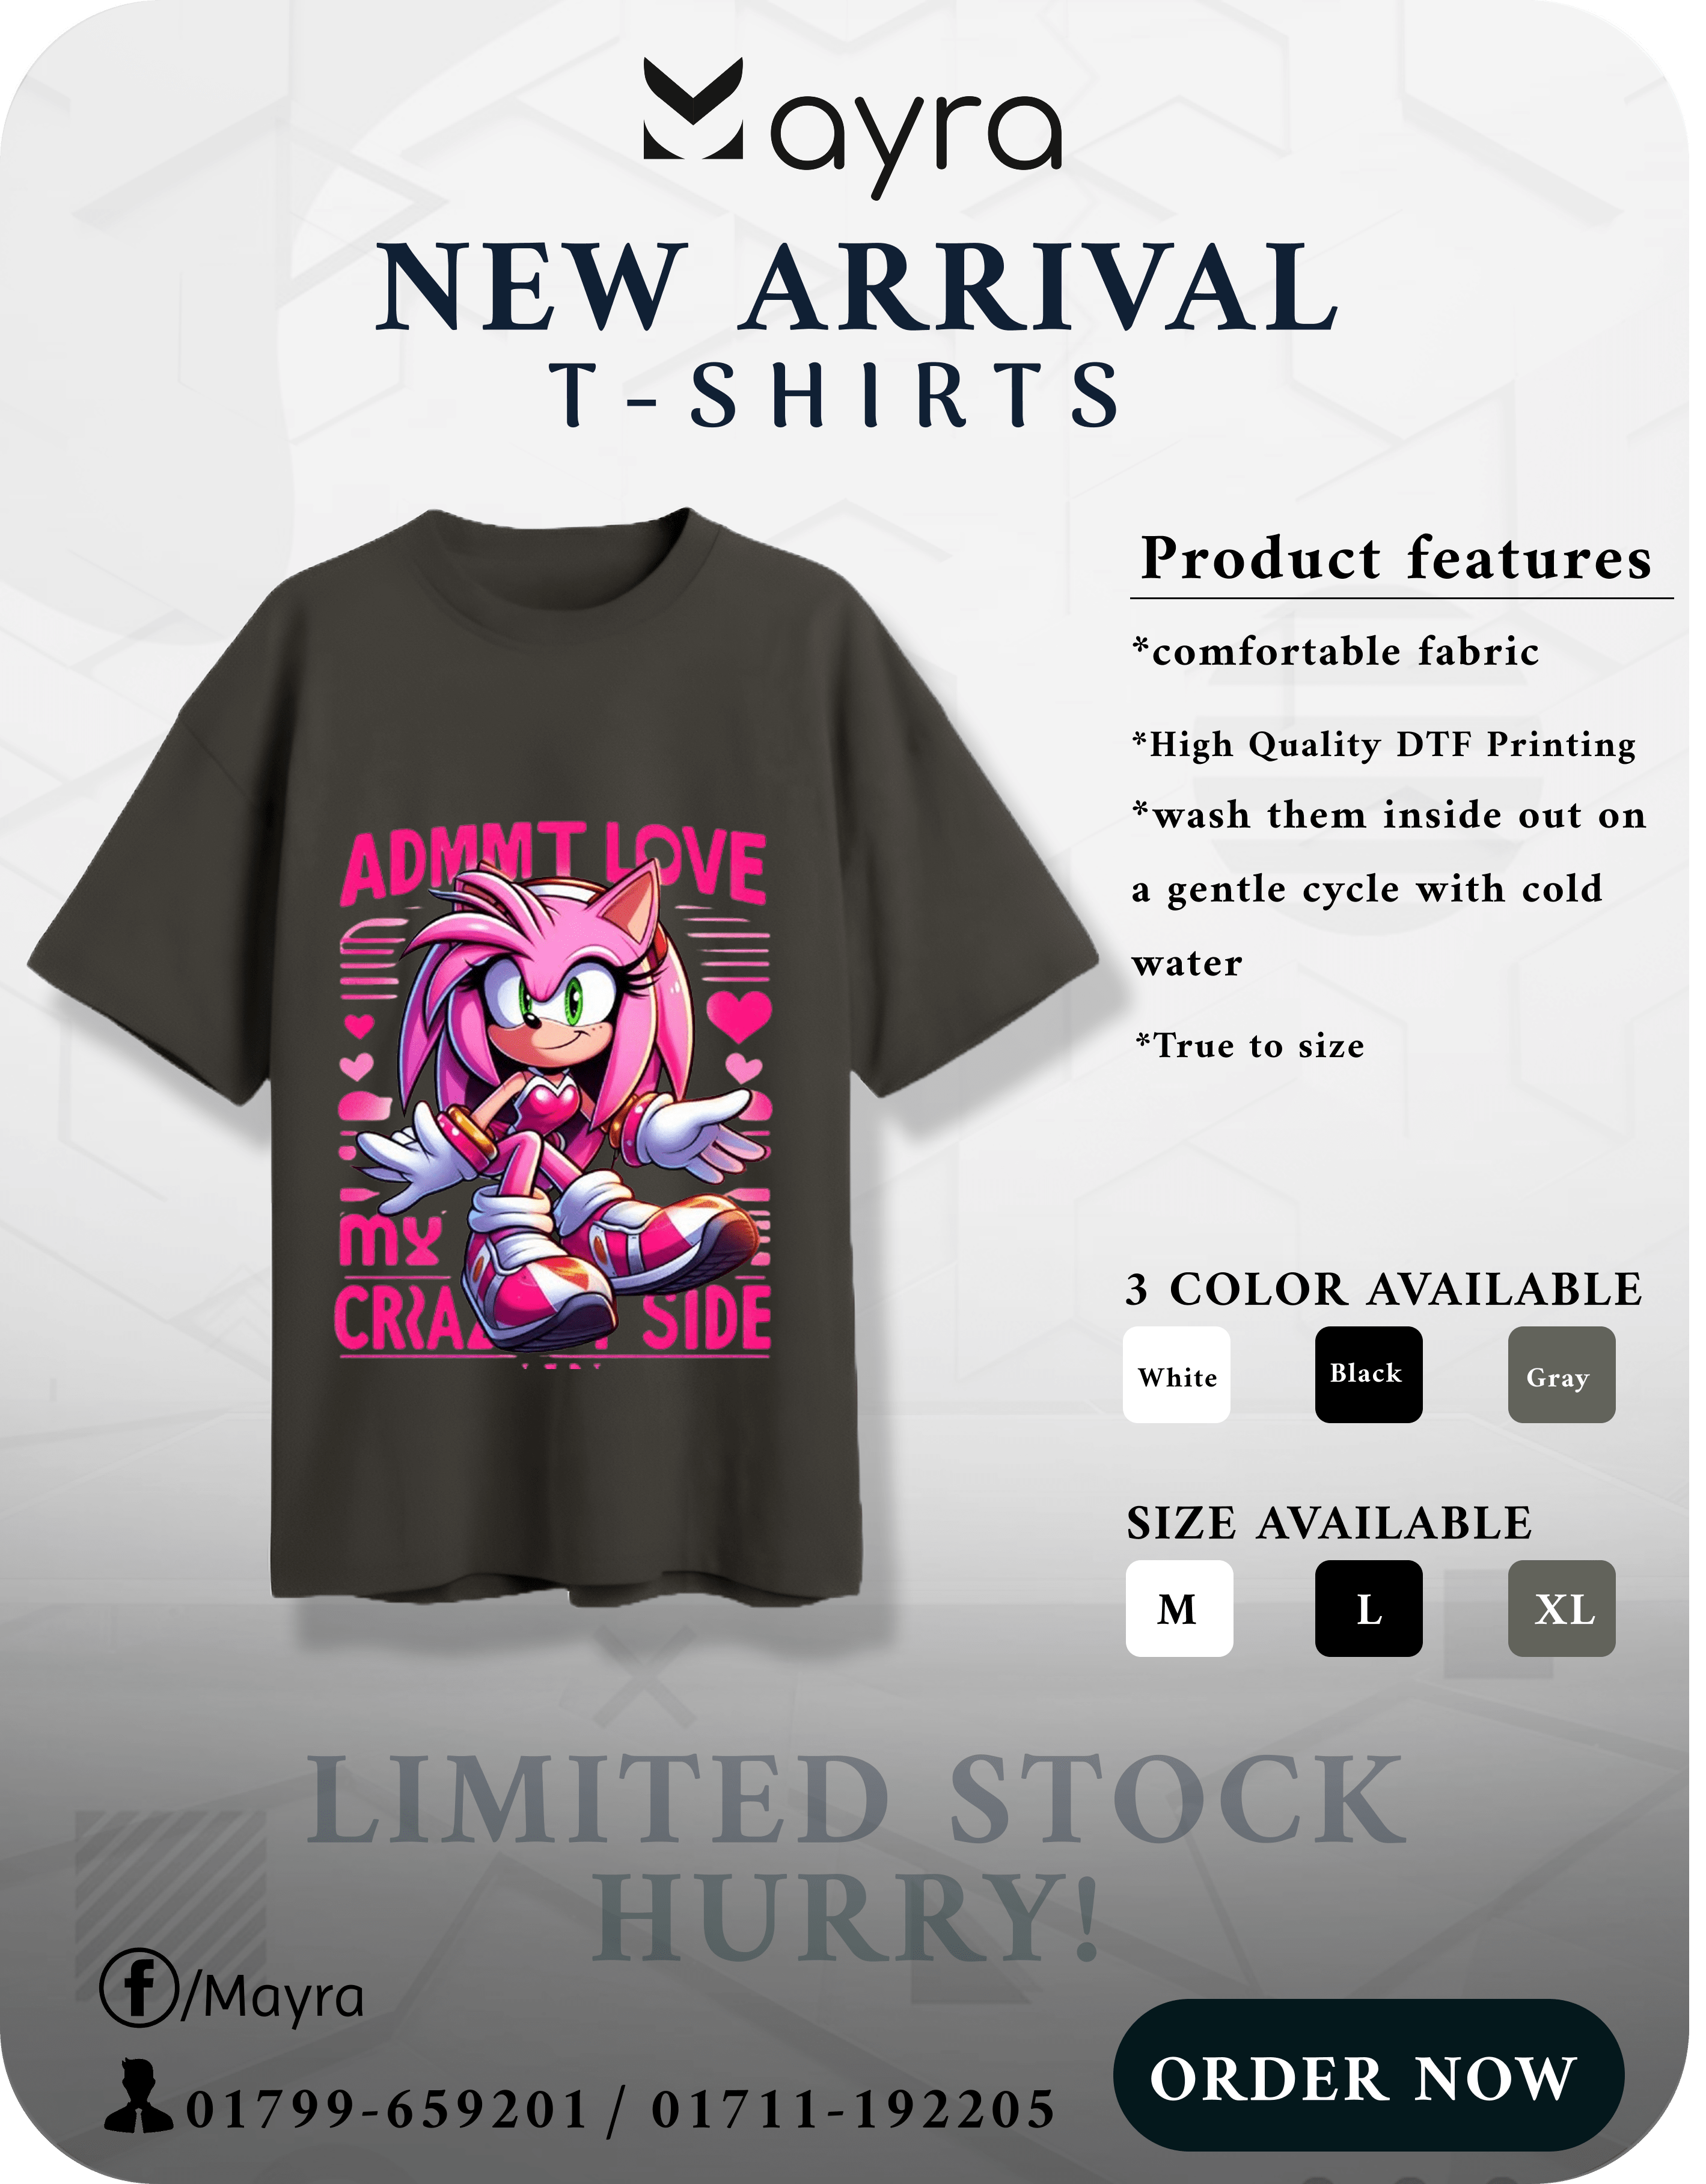 Mayra
NEW ARRIVAL
T-SHIRTS
Product features
*comfortable fabric
*High Quality DTF Printing
*wash them inside out on
a gentle cycle with cold
water
*True to size
ADMMT LOVE
my
CRAZ Y SIDE
3 COLOR AVAILABLE
White Black Gray
SIZE AVAILABLE
M L XL
LIMITED STOCK
HURRY!
f/Mayra
01799-659201 / 01711-192205
ORDER NOW